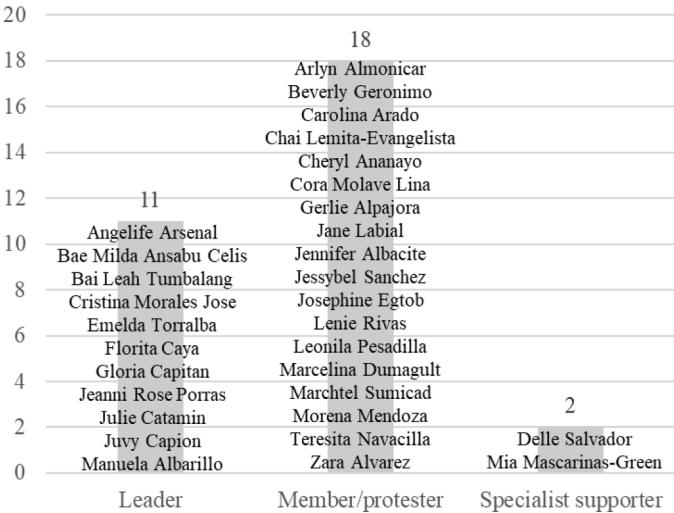 20
18
16
14
12
10
8
6
4
2
0
11
Angelife Arsenal
Bae Milda Ansabu Celis
Bai Leah Tumbalang
Cristina Morales Jose
Emelda Torralba
Florita Caya
Gloria Capitan
Jeanni Rose Porras
Julie Catamin
Juvy Capion
Manuela Albarillo
18
Arlyn Almonicar
Beverly Geronimo
Carolina Arado
Chai Lemita-Evangelista
Cheryl Ananayo
Cora Molave Lina
Gerlie Alpajora
Jane Labial
Jennifer Albacite
Jessybel Sanchez
Josephine Egtob
Lenie Rivas
Leonila Pesadilla
Marcelina Dumagult
Marchtel Sumicad
Morena Mendoza
Teresita Navacilla
Zara Alvarez
2
Delle Salvador
Mia Mascarinas-Green
Leader
Member/protester
Specialist supporter